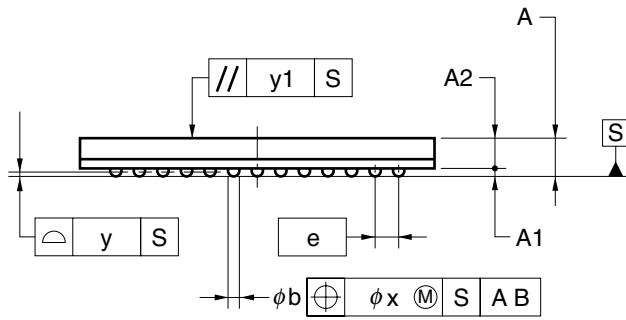 A
// y1 S
A2
S
⌓ y S
e
A1
φb ⌖ φx Ⓜ S A B